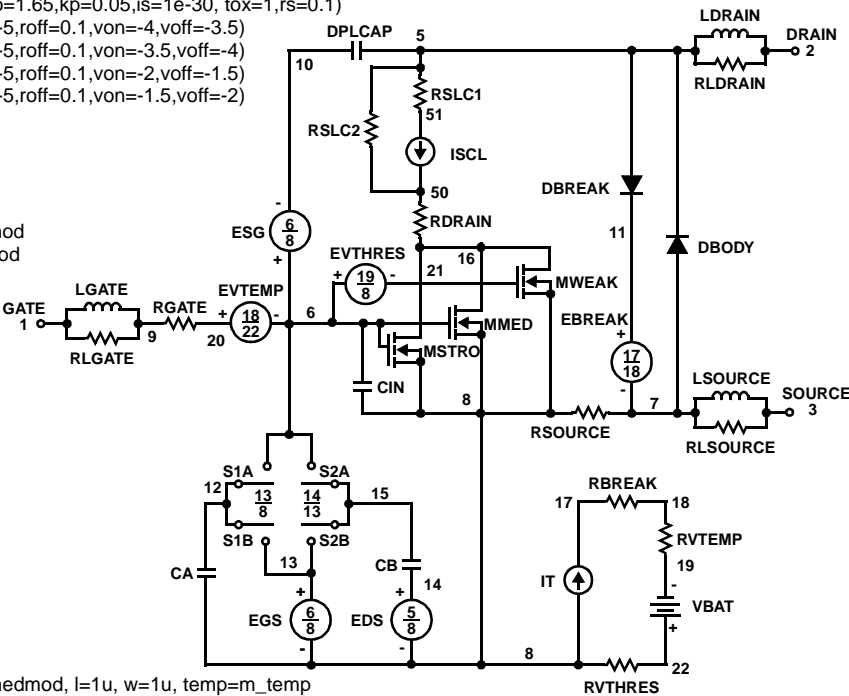 o=1.65,kp=0.05,is=1e-30, tox=1,rs=0.1)
-5,roff=0.1,von=-4,voff=-3.5)
-5,roff=0.1,von=-3.5,voff=-4)
-5,roff=0.1,von=-2,voff=-1.5)
-5,roff=0.1,von=-1.5,voff=-2)
LDRAIN
DPLCAP 5 DRAIN
10 2
RLDRAIN
RSLC1
51
RSLC2
ISCL
50
DBREAK
RDRAIN
od
od
ESG 6 8
- +
11
DBODY
EVTHRES
+ 19 8 -
21 16
MWEAK
LGATE
GATE
1
RLGATE
9
RGATE
20
EVTEMP
+ 18 22 -
6
MMED
MSTRO
CIN
EBREAK
+ 17 18 -
8
RSOURCE
7
LSOURCE
SOURCE
3
RLSOURCE
S1A S2A
12 13 8 14 13 15
S1B S2B
13
CA
CB
14
+ +
EGS 6 8 EDS 5 8
- -
RBREAK
17 18
RVTEMP
19
IT
-
VBAT
+
8 22
RVTHRES
medmod, l=1u, w=1u, temp=m_temp